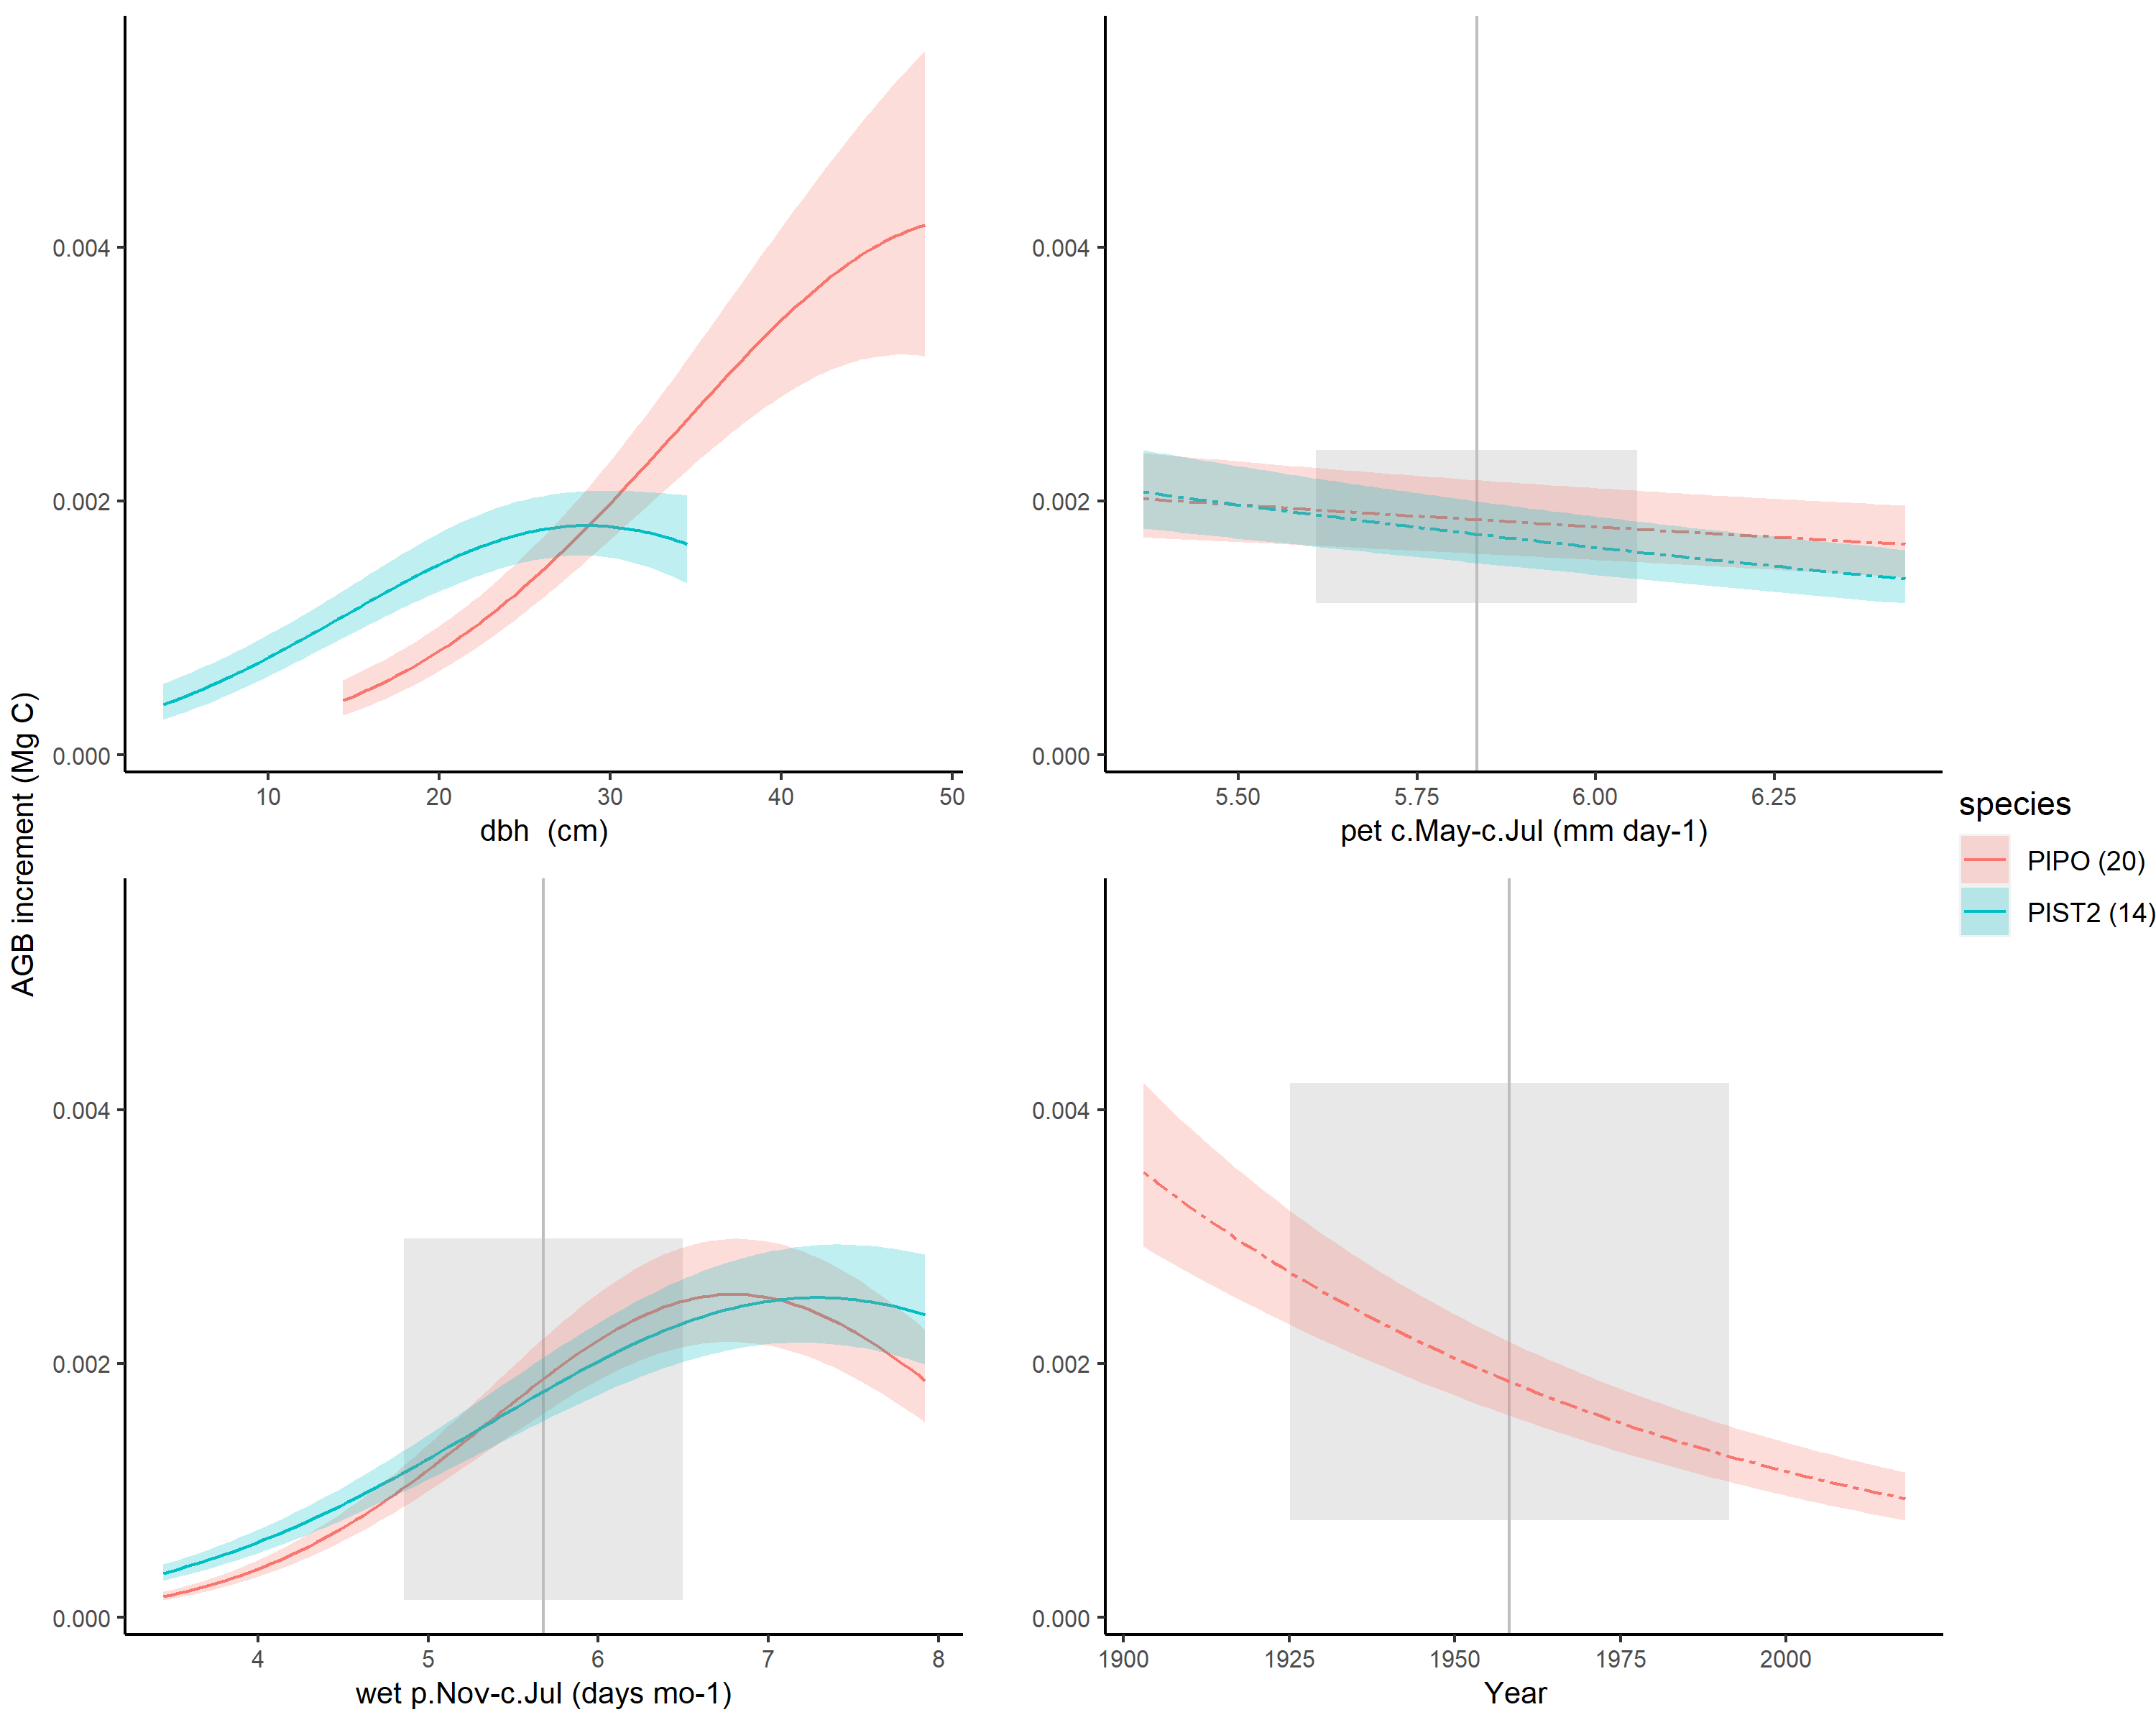 AGB increment (Mg C)
0.004
0.002
0.000
10 20 30 40 50
dbh  (cm)
0.004
0.002
0.000
5.50 5.75 6.00 6.25
pet c.May-c.Jul (mm day-1)
0.004
0.002
0.000
4 5 6 7 8
wet p.Nov-c.Jul (days mo-1)
0.004
0.002
0.000
1900 1925 1950 1975 2000
Year
species
PIPO (20)
PIST2 (14)